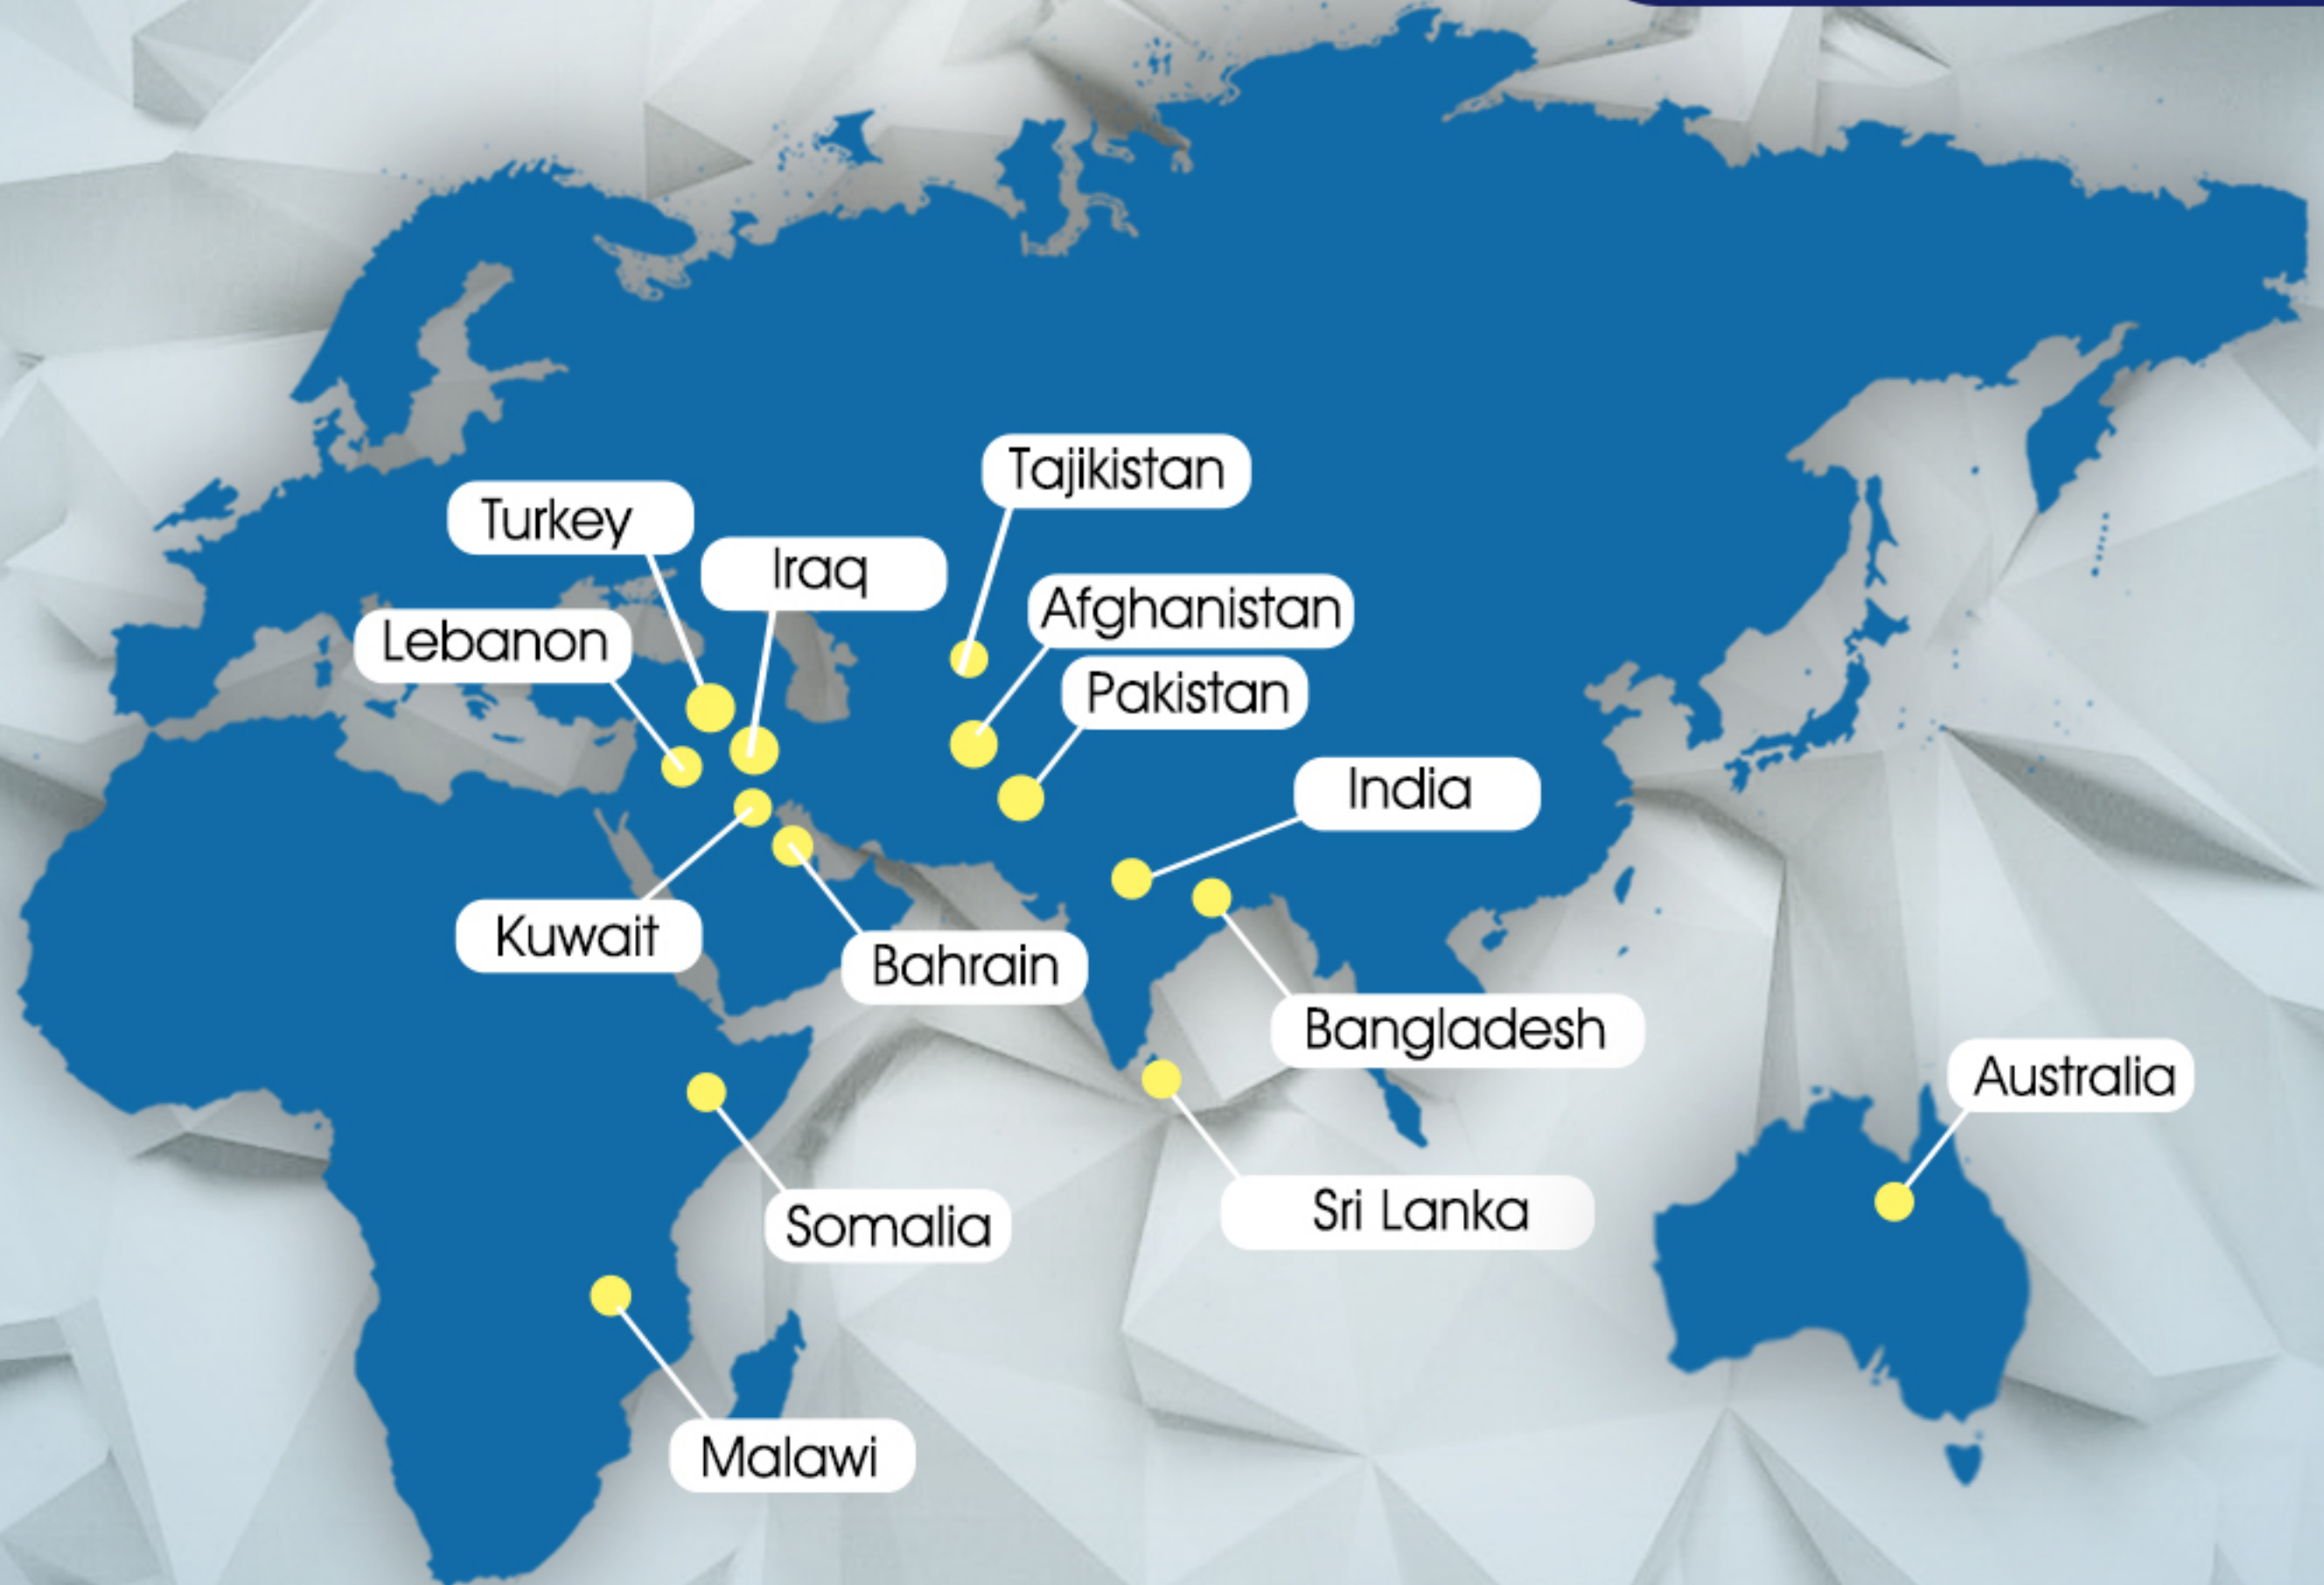 Tajikistan
Turkey
Iraq
Afghanistan
Lebanon
Pakistan
India
Kuwait
Bahrain
Bangladesh
Australia
Sri Lanka
Somalia
Malawi